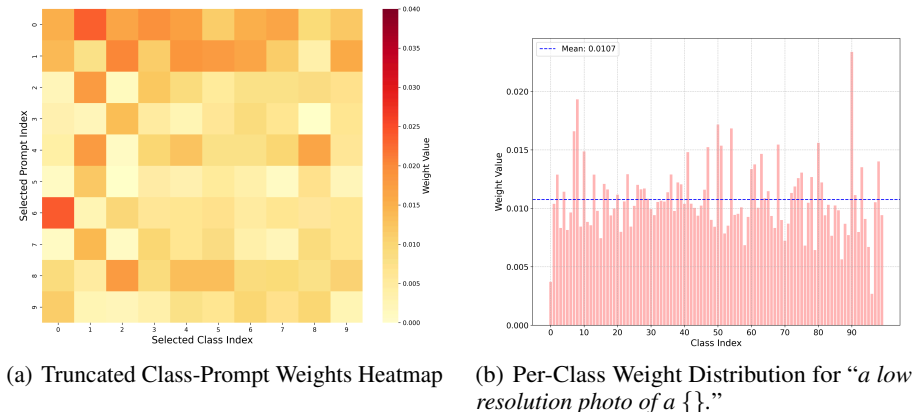 0
1
2
3
4
5
6
7
8
9
Selected Prompt Index
0 1 2 3 4 5 6 7 8 9
Selected Class Index
0.040
0.035
0.030
0.025
0.020
0.015
0.010
0.005
0.000
Weight Value
Mean: 0.0107
0.020
0.015
0.010
0.005
0.000
Weight Value
0 10 20 30 40 50 60 70 80 90
Class Index
(a) Truncated Class-Prompt Weights Heatmap
(b) Per-Class Weight Distribution for “a low
resolution photo of a {}.”